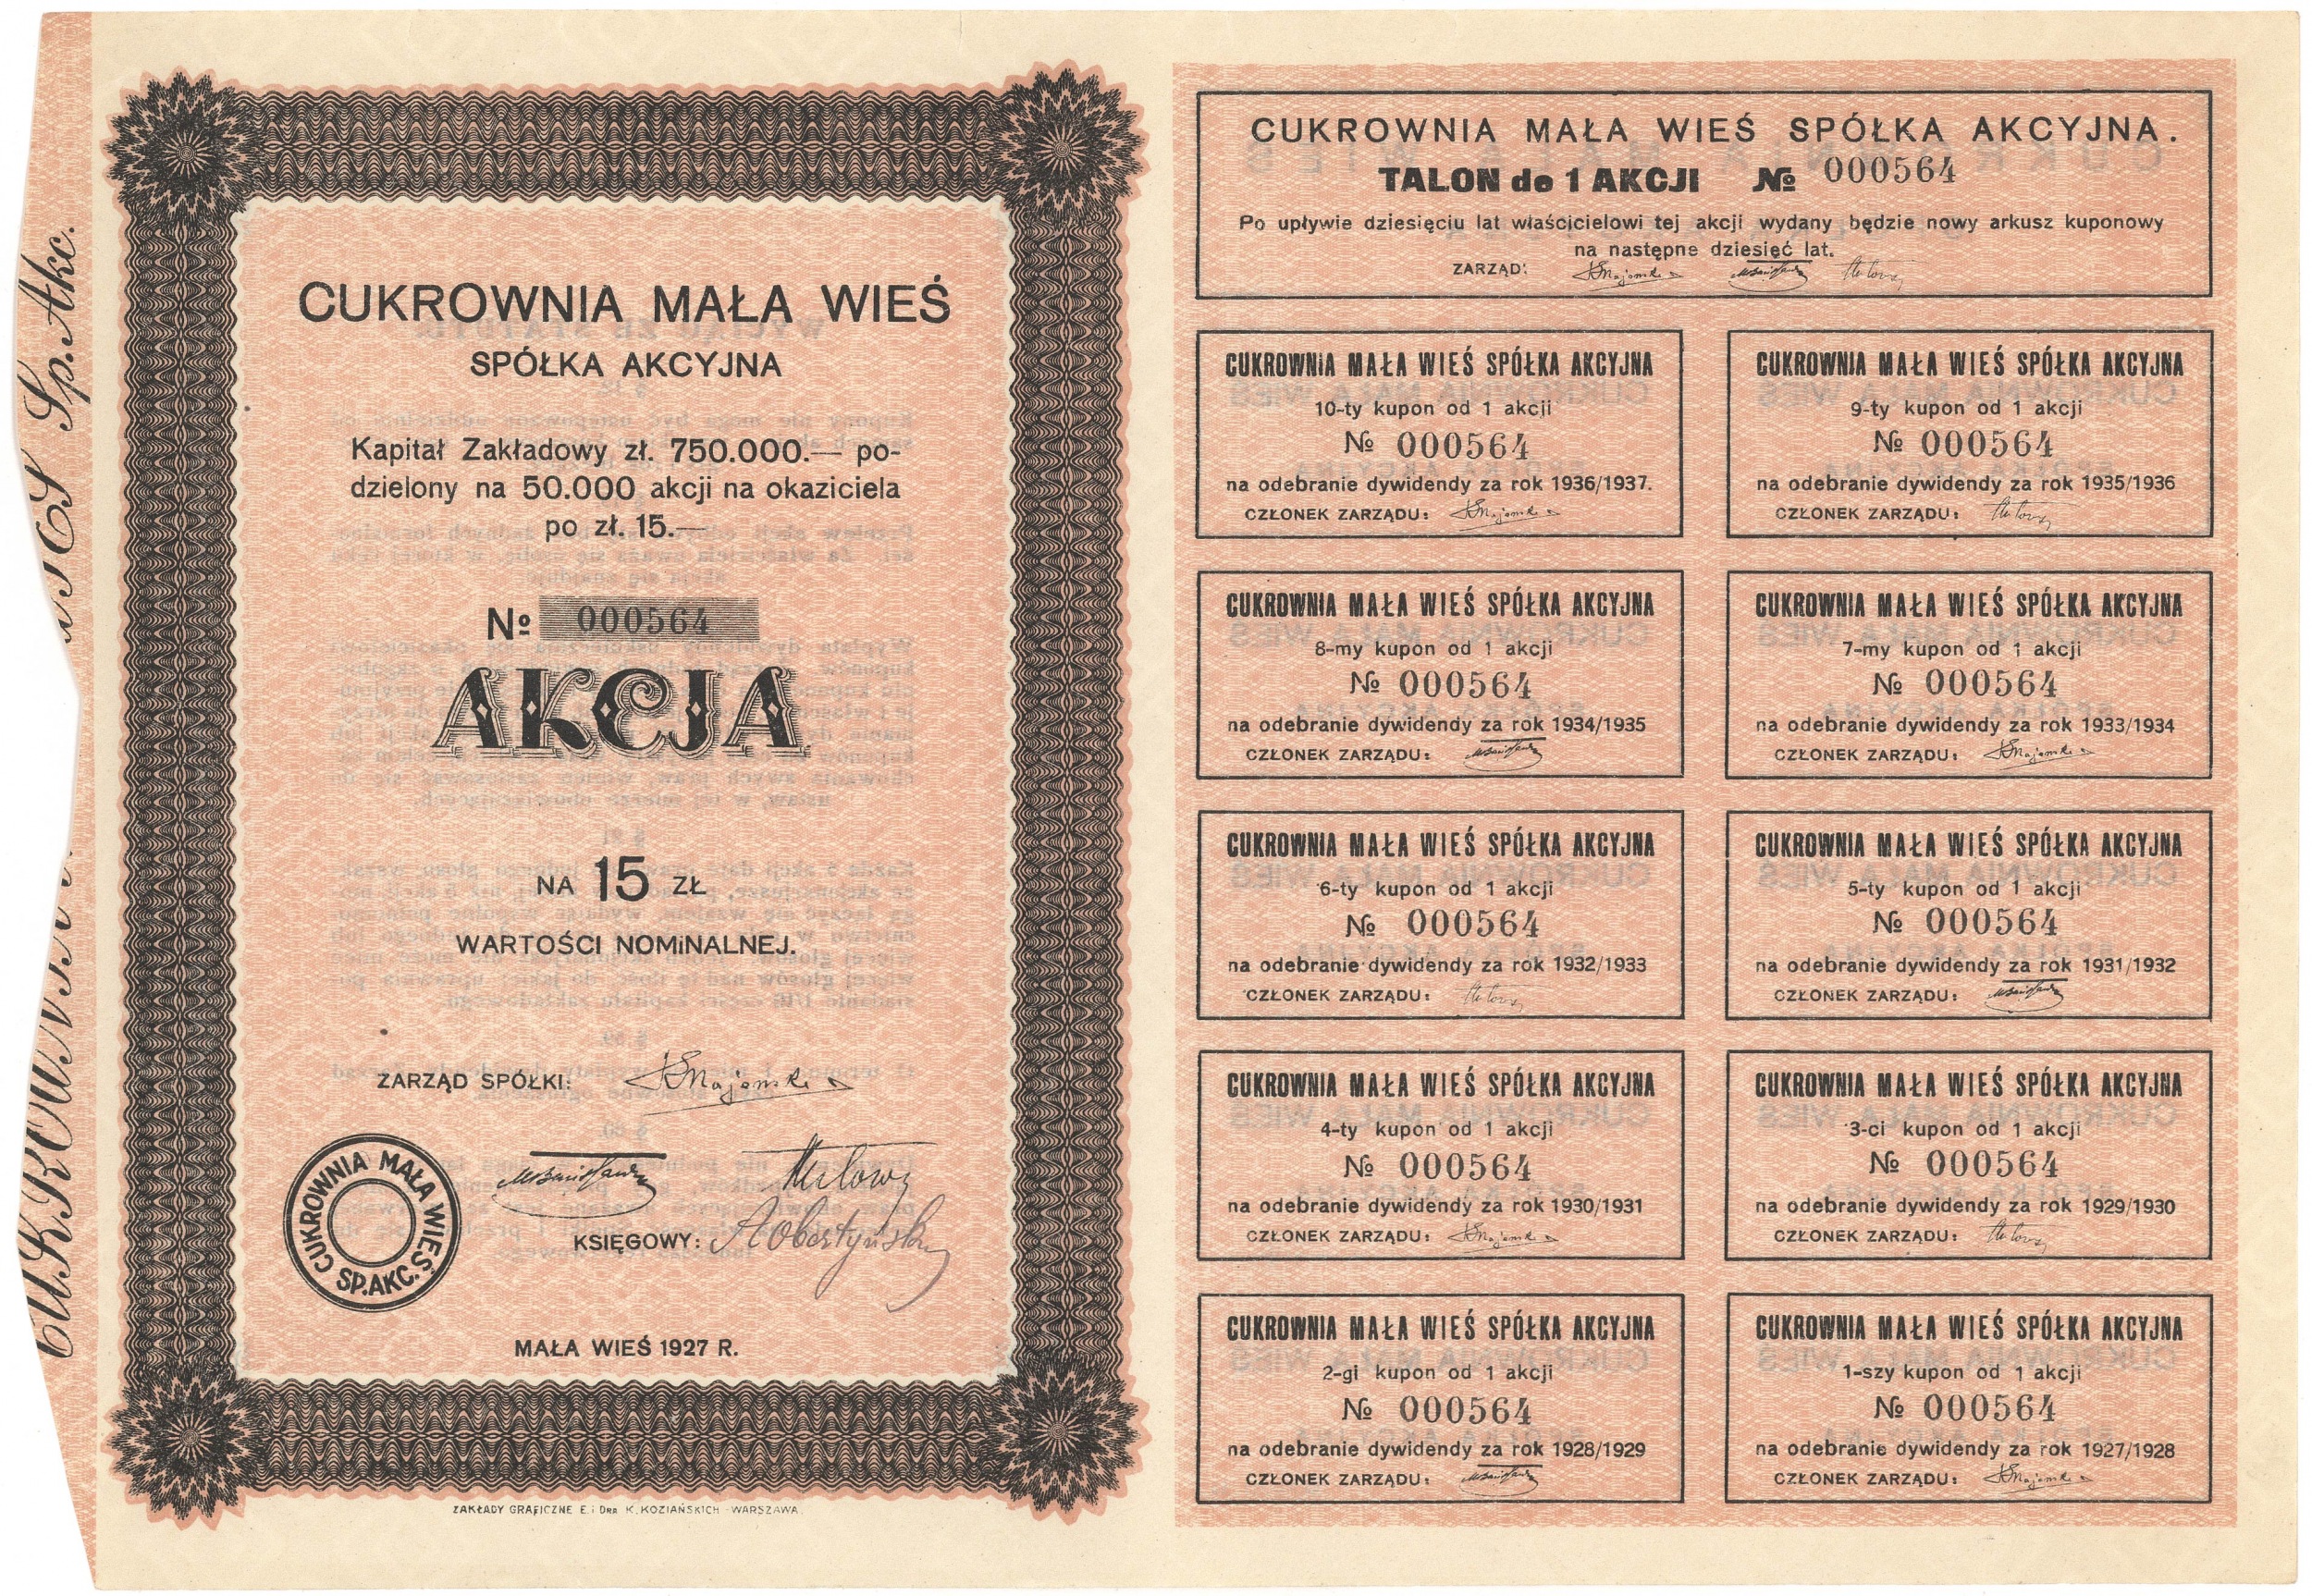 CUKROWNIA MAŁA WIEŚ
SPÓŁKA AKCYJNA
Kapitał Zakładowy zł. 750.000.— po-
dzielony na 50.000 akcji na okaziciela
po zł. 15.—
№ 000564
AKCJA
NA 15 ZŁ
WARTOŚCI NOMINALNEJ.
ZARZĄD SPÓŁKI:
CUKROWNIA MAŁA WIEŚ
SP. AKC.
KSIĘGOWY:
MAŁA WIEŚ 1927 R.
ZAKŁADY GRAFICZNE E. i DRA K. KOZIAŃSKICH - WARSZAWA
Sp. Akc.
CUKROWNIA MAŁA WIEŚ SPÓŁKA AKCYJNA.
TALON do 1 AKCJI № 000564
Po upływie dziesięciu lat właścicielowi tej akcji wydany będzie nowy arkusz kuponowy
na następne dziesięć lat.
ZARZĄD:
CUKROWNIA MAŁA WIEŚ SPÓŁKA AKCYJNA
10-ty kupon od 1 akcji
№ 000564
na odebranie dywidendy za rok 1936/1937.
CZŁONEK ZARZĄDU:
CUKROWNIA MAŁA WIEŚ SPÓŁKA AKCYJNA
9-ty kupon od 1 akcji
№ 000564
na odebranie dywidendy za rok 1935/1936
CZŁONEK ZARZĄDU:
CUKROWNIA MAŁA WIEŚ SPÓŁKA AKCYJNA
8-my kupon od 1 akcji
№ 000564
na odebranie dywidendy za rok 1934/1935
CZŁONEK ZARZĄDU:
CUKROWNIA MAŁA WIEŚ SPÓŁKA AKCYJNA
7-my kupon od 1 akcji
№ 000564
na odebranie dywidendy za rok 1933/1934
CZŁONEK ZARZĄDU:
CUKROWNIA MAŁA WIEŚ SPÓŁKA AKCYJNA
6-ty kupon od 1 akcji
№ 000564
na odebranie dywidendy za rok 1932/1933
CZŁONEK ZARZĄDU:
CUKROWNIA MAŁA WIEŚ SPÓŁKA AKCYJNA
5-ty kupon od 1 akcji
№ 000564
na odebranie dywidendy za rok 1931/1932
CZŁONEK ZARZĄDU:
CUKROWNIA MAŁA WIEŚ SPÓŁKA AKCYJNA
4-ty kupon od 1 akcji
№ 000564
na odebranie dywidendy za rok 1930/1931
CZŁONEK ZARZĄDU:
CUKROWNIA MAŁA WIEŚ SPÓŁKA AKCYJNA
3-ci kupon od 1 akcji
№ 000564
na odebranie dywidendy za rok 1929/1930
CZŁONEK ZARZĄDU:
CUKROWNIA MAŁA WIEŚ SPÓŁKA AKCYJNA
2-gi kupon od 1 akcji
№ 000564
na odebranie dywidendy za rok 1928/1929
CZŁONEK ZARZĄDU:
CUKROWNIA MAŁA WIEŚ SPÓŁKA AKCYJNA
1-szy kupon od 1 akcji
№ 000564
na odebranie dywidendy za rok 1927/1928
CZŁONEK ZARZĄDU: